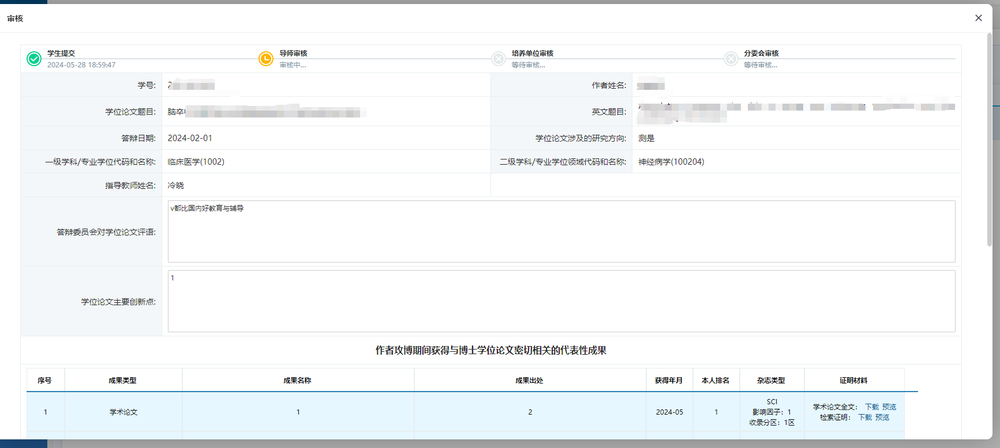 审核
学生提交
2024-05-28 18:59:47
导师审核
审核中...
培养单位审核
等待审核...
分委会审核
等待审核...
学号: 2
作者姓名:
学位论文题目: 脑卒
英文题目:
答辩日期: 2024-02-01
学位论文涉及的研究方向: 测是
一级学科/专业学位代码和名称: 临床医学(1002)
二级学科/专业学位领域代码和名称: 神经病学(100204)
指导教师姓名: 冷晓
答辩委员会对学位论文评语: v都比国内好教育与辅导
学位论文主要创新点: 1
作者攻博期间获得与博士学位论文密切相关的代表性成果
序号 成果类型 成果名称 成果出处 获得年月 本人排名 杂志类型 证明材料
1 学术论文 1 2 2024-05 1
SCI
影响因子: 1
收录分区: 1区
学术论文全文: 下载 预览
检索证明: 下载 预览